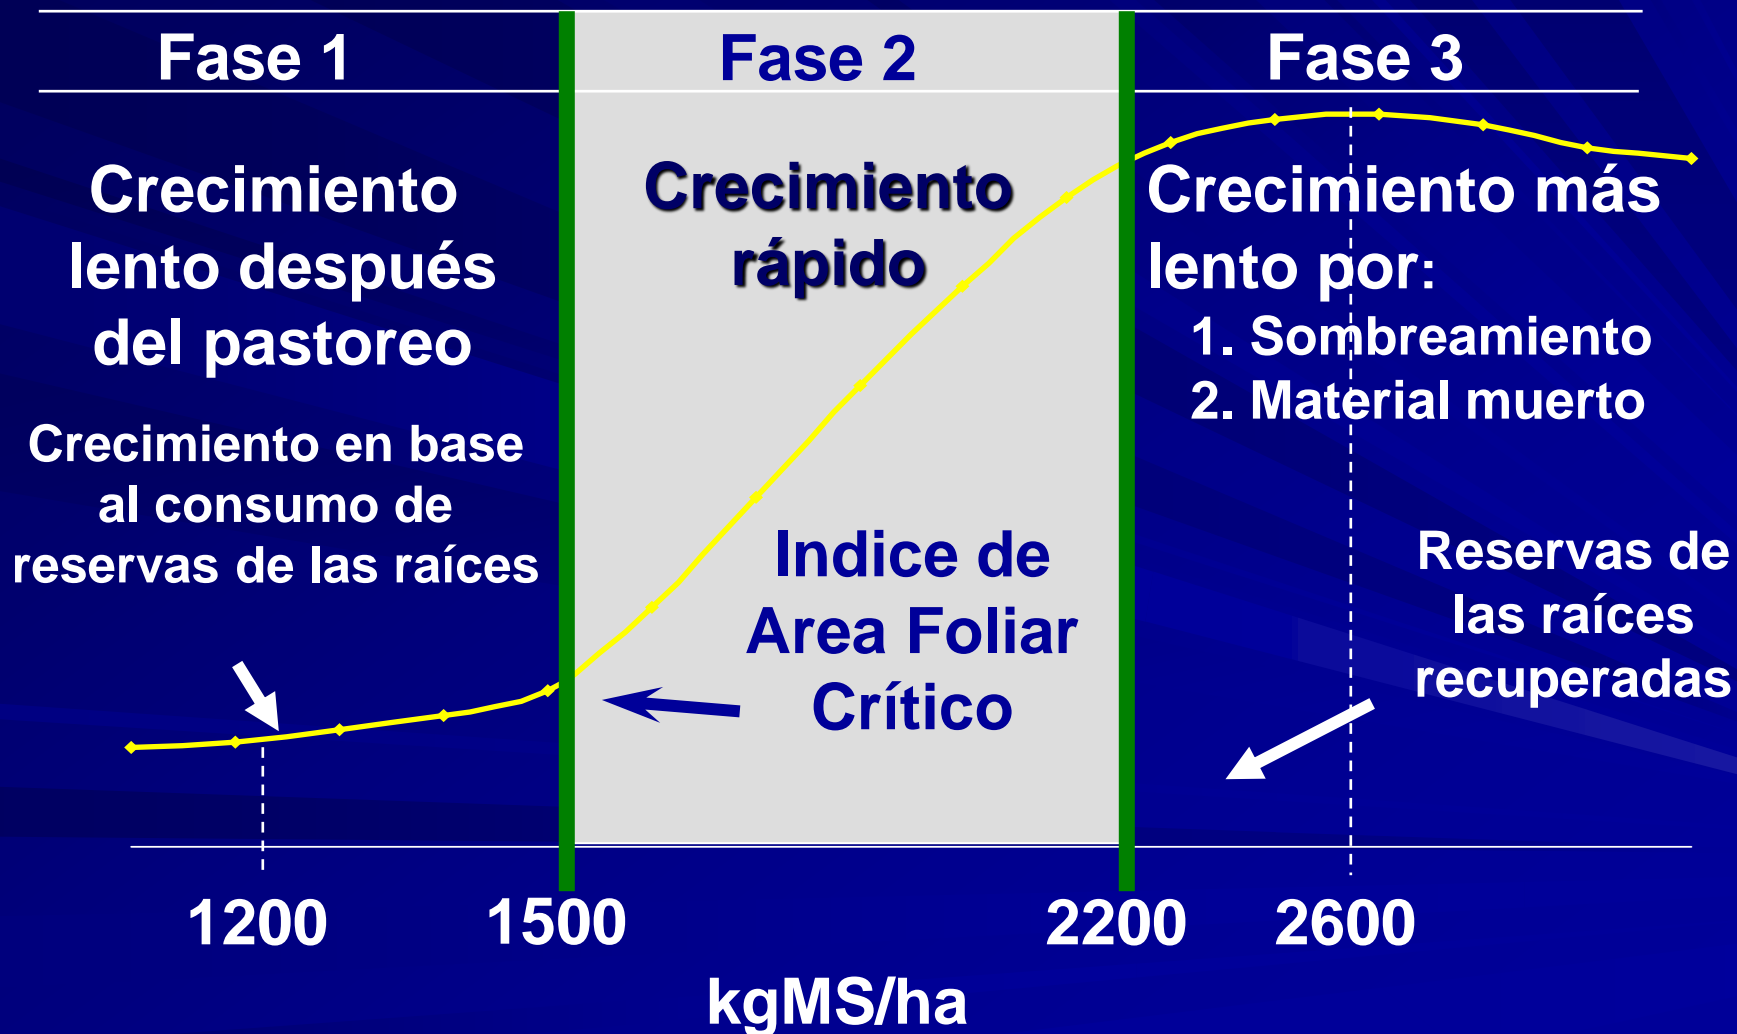 Fase 1
Fase 2
Fase 3
Crecimiento
lento después
del pastoreo
Crecimiento en base
al consumo de
reservas de las raíces
Crecimiento
rápido
Indice de
Area Foliar
Crítico
Crecimiento más
lento por:
1. Sombreamiento
2. Material muerto
Reservas de
las raíces
recuperadas
1200
1500
2200
2600
kgMS/ha